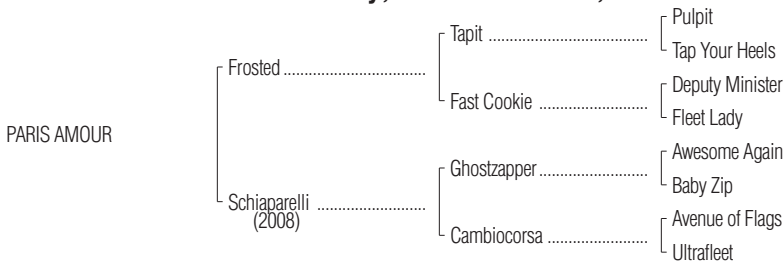 Pulpit
Tapit
Tap Your Heels
Frosted
Deputy Minister
Fast Cookie
Fleet Lady
PARIS AMOUR
Awesome Again
Ghostzapper
Baby Zip
Schiaparelli
(2008)
Avenue of Flags
Cambiocorsa
Ultrafleet